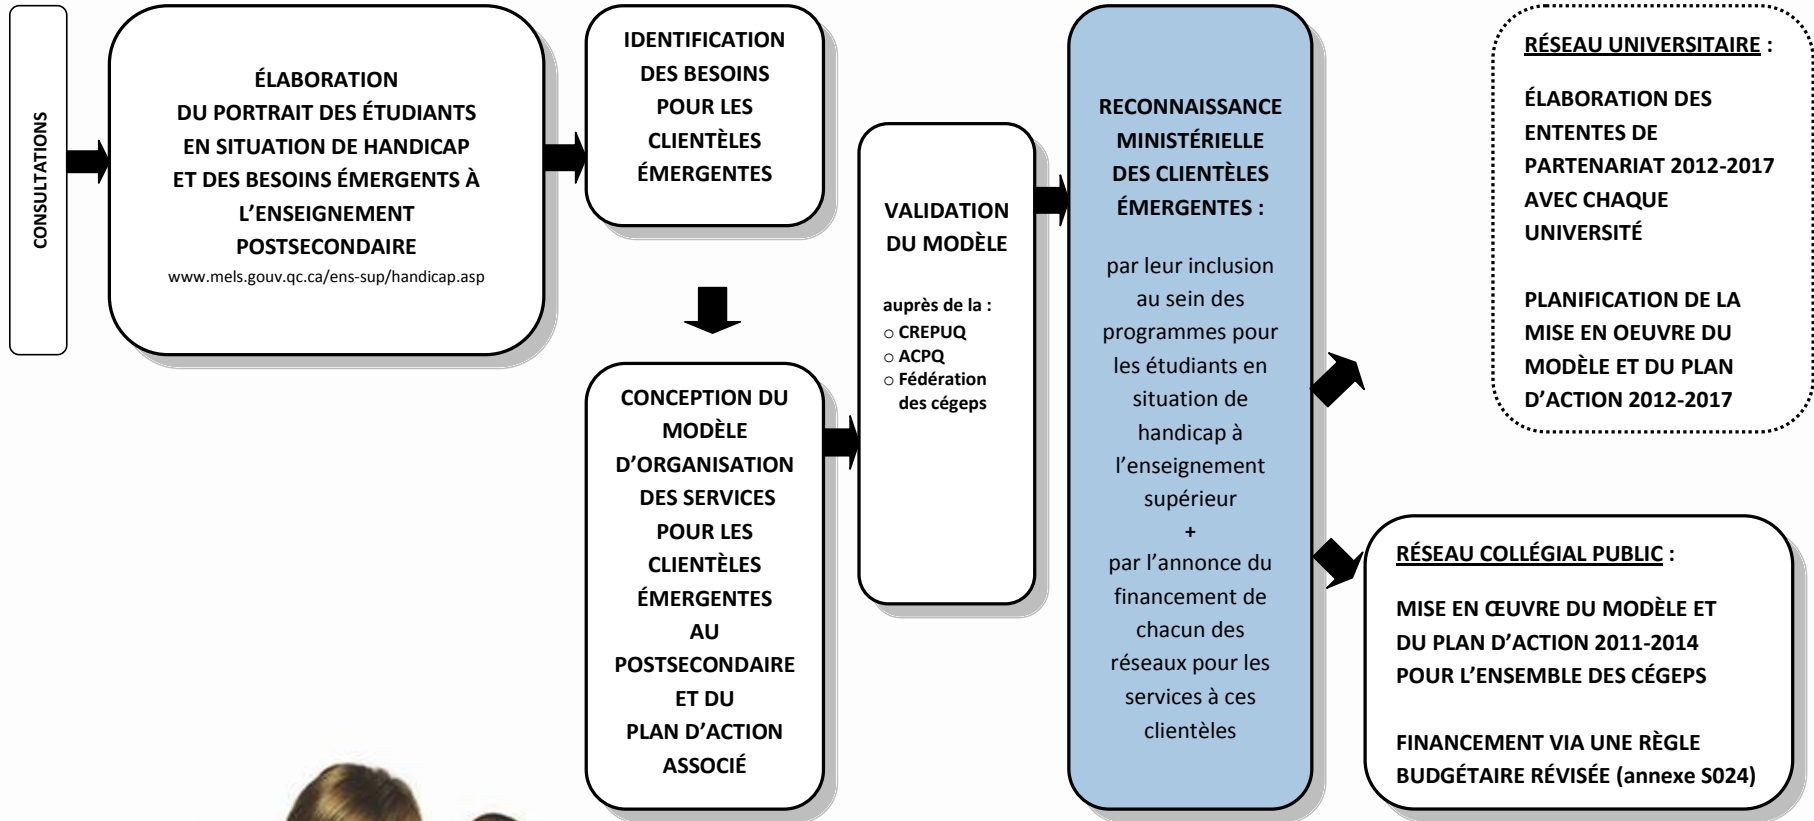 CONSULTATIONS
ÉLABORATION
DU PORTRAIT DES ÉTUDIANTS
EN SITUATION DE HANDICAP
ET DES BESOINS ÉMERGENTS À
L’ENSEIGNEMENT
POSTSECONDAIRE
www.mels.gouv.qc.ca/ens-sup/handicap.asp
IDENTIFICATION
DES BESOINS
POUR LES
CLIENTÈLES
ÉMERGENTES
CONCEPTION DU
MODÈLE
D’ORGANISATION
DES SERVICES
POUR LES
CLIENTÈLES
ÉMERGENTES
AU
POSTSECONDAIRE
ET DU
PLAN D’ACTION
ASSOCIÉ
VALIDATION
DU MODÈLE
auprès de la :
o CREPUQ
o ACPQ
o Fédération
des cégeps
RECONNAISSANCE
MINISTÉRIELLE
DES CLIENTÈLES
ÉMERGENTES :
par leur inclusion
au sein des
programmes pour
les étudiants en
situation de
handicap à
l’enseignement
supérieur
+
par l’annonce du
financement de
chacun des
réseaux pour les
services à ces
clientèles
RÉSEAU UNIVERSITAIRE :
ÉLABORATION DES
ENTENTES DE
PARTENARIAT 2012-2017
AVEC CHAQUE
UNIVERSITÉ
PLANIFICATION DE LA
MISE EN OEUVRE DU
MODÈLE ET DU PLAN
D’ACTION 2012-2017
RÉSEAU COLLÉGIAL PUBLIC :
MISE EN ŒUVRE DU MODÈLE ET
DU PLAN D’ACTION 2011-2014
POUR L’ENSEMBLE DES CÉGEPS
FINANCEMENT VIA UNE RÈGLE
BUDGÉTAIRE RÉVISÉE (annexe S024)